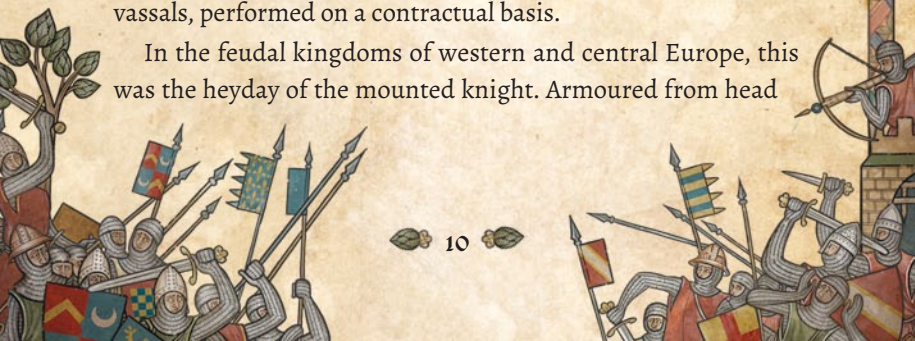 vassals, performed on a contractual basis.
In the feudal kingdoms of western and central Europe, this
was the heyday of the mounted knight. Armoured from head
10